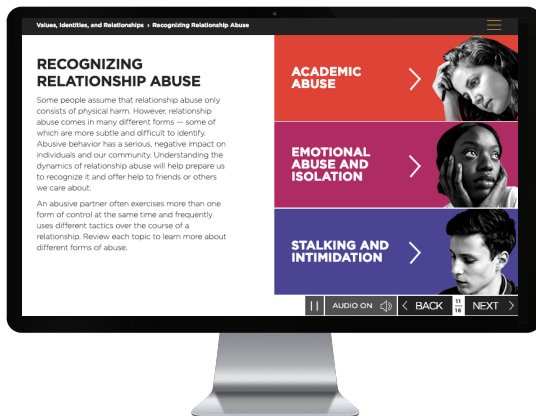 Values, Identities, and Relationships › Recognizing Relationship Abuse
RECOGNIZING
RELATIONSHIP ABUSE
Some people assume that relationship abuse only
consists of physical harm. However, relationship
abuse comes in many different forms — some of
which are more subtle and difficult to identify.
Abusive behavior has a serious, negative impact on
individuals and our community. Understanding the
dynamics of relationship abuse will help prepare us
to recognize it and offer help to friends or others
we care about.
An abusive partner often exercises more than one
form of control at the same time and frequently
uses different tactics over the course of a
relationship. Review each topic to learn more about
different forms of abuse.
ACADEMIC
ABUSE
EMOTIONAL
ABUSE AND
ISOLATION
STALKING AND
INTIMIDATION
AUDIO ON
BACK
11
16
NEXT